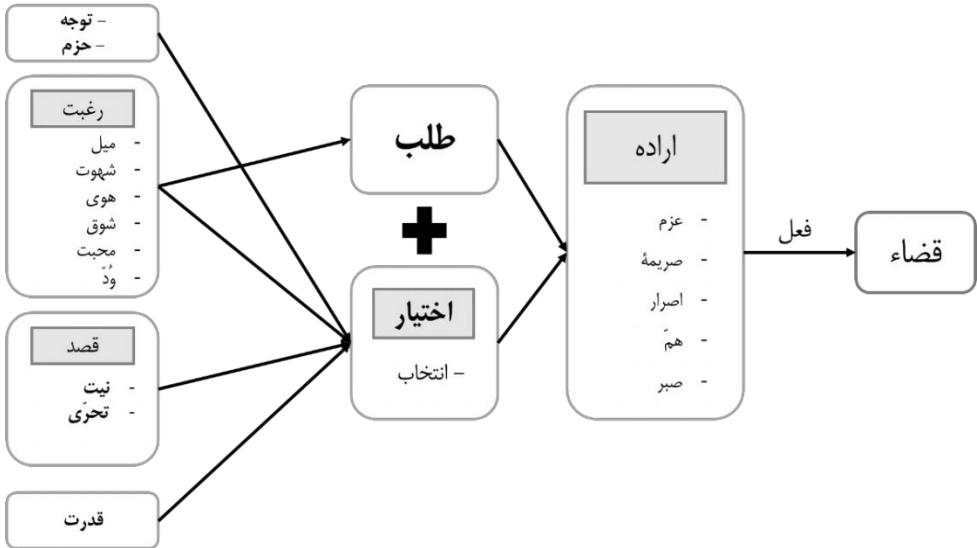 – توجه
– حزم
رغبت
- میل
- شهوت
- هوی
- شوق
- محبت
- وُدّ
قصد
- نیت
- تحرّی
قدرت
طلب
اختیار
– انتخاب
اراده
- عزم
- صریمهٔ
- اصرار
- همّ
- صبر
فعل
قضاء